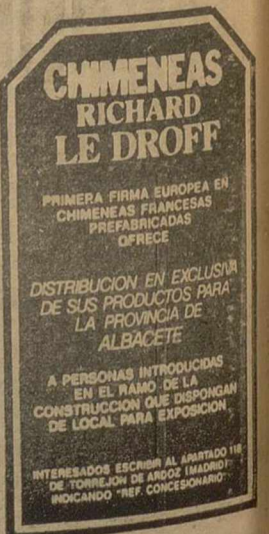 CHIMENEAS
RICHARD
LE DROFF
PRIMERA FIRMA EUROPEA EN
CHIMENEAS FRANCESAS
PREFABRICADAS
OFRECE
DISTRIBUCION EN EXCLUSIVA
DE SUS PRODUCTOS PARA
LA PROVINCIA DE
ALBACETE
A PERSONAS INTRODUCIDAS
EN EL RAMO DE LA
CONSTRUCCION QUE DISPONGAN
DE LOCAL PARA EXPOSICION
INTERESADOS ESCRIBIR AL APARTADO 118
DE TORREJON DE ARDOZ (MADRID)
INDICANDO "REF. CONCESIONARIO"